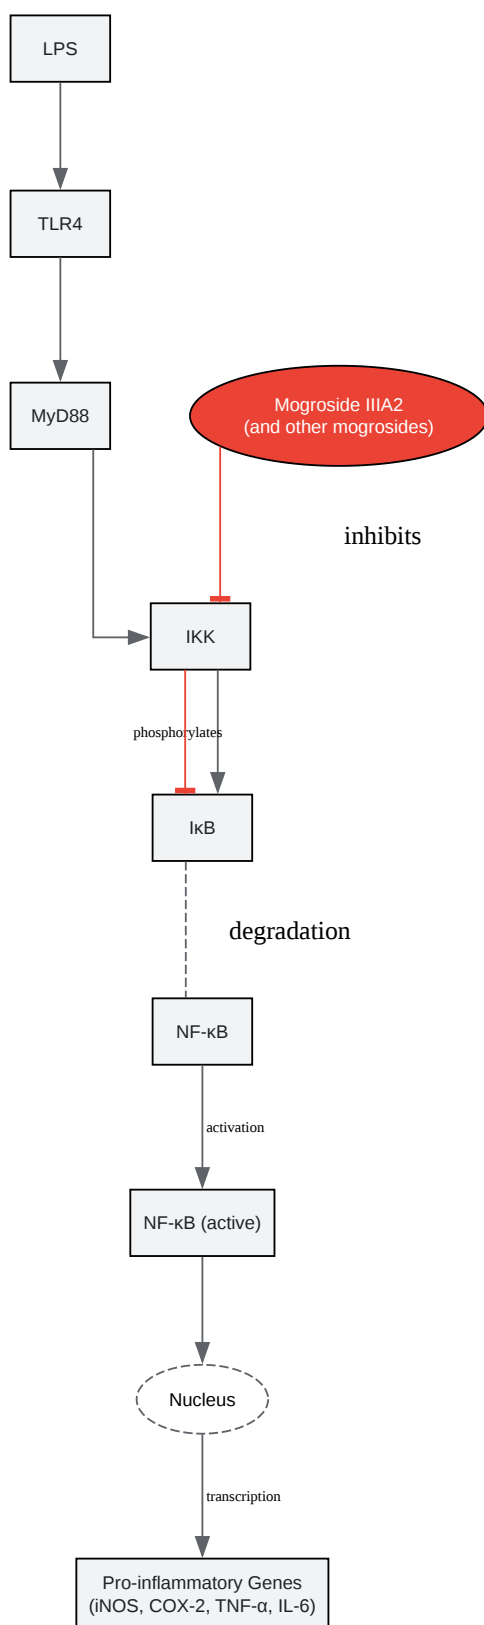 LPS
TLR4
MyD88
Mogroside IIIA2
(and other mogrosides)
inhibits
IKK
phosphorylates
IκB
degradation
NF-κB
activation
NF-κB (active)
Nucleus
transcription
Pro-inflammatory Genes
(iNOS, COX-2, TNF-α, IL-6)